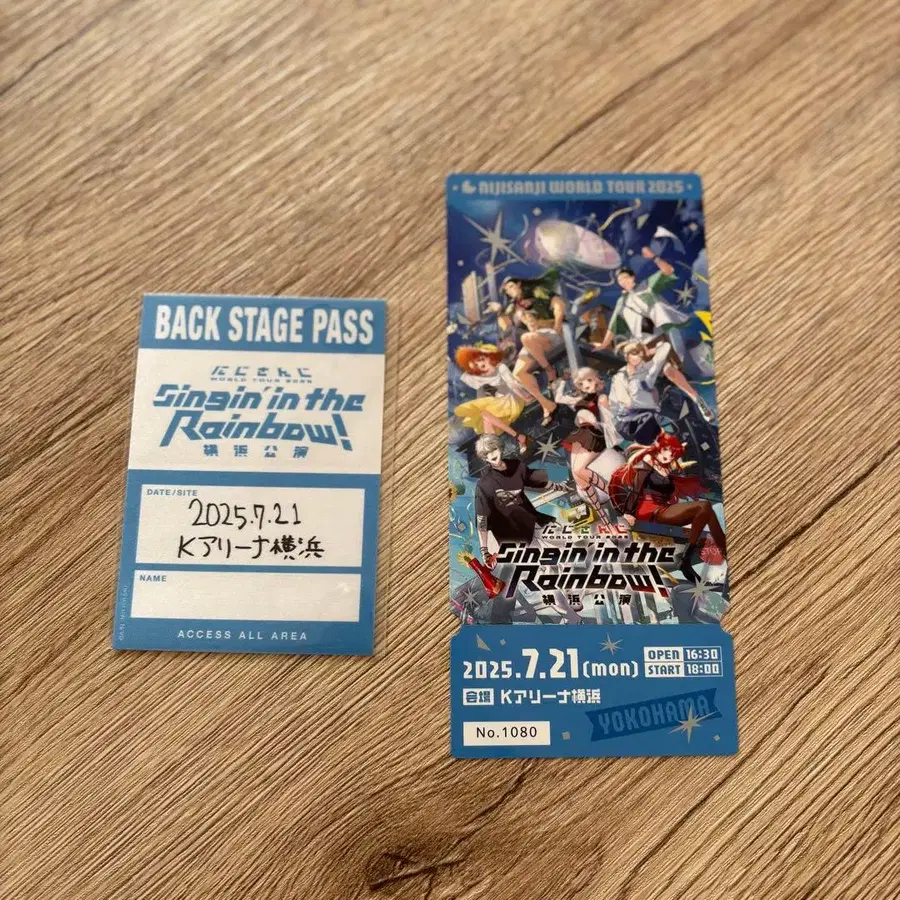 BACK STAGE PASS
にじさんじ
WORLD TOUR 2025
Singin' in the
Rainbow!
横浜公演
DATE/SITE
2025.7.21
Kアリーナ横浜
NAME
ACCESS ALL AREA
NIJISANJI WORLD TOUR 2025
にじさんじ
WORLD TOUR 2025
Singin' in the
Rainbow!
横浜公演
STOP
2025.7.21(mon)
OPEN 16:30
START 18:00
会場 Kアリーナ横浜
YOKOHAMA
No.1080